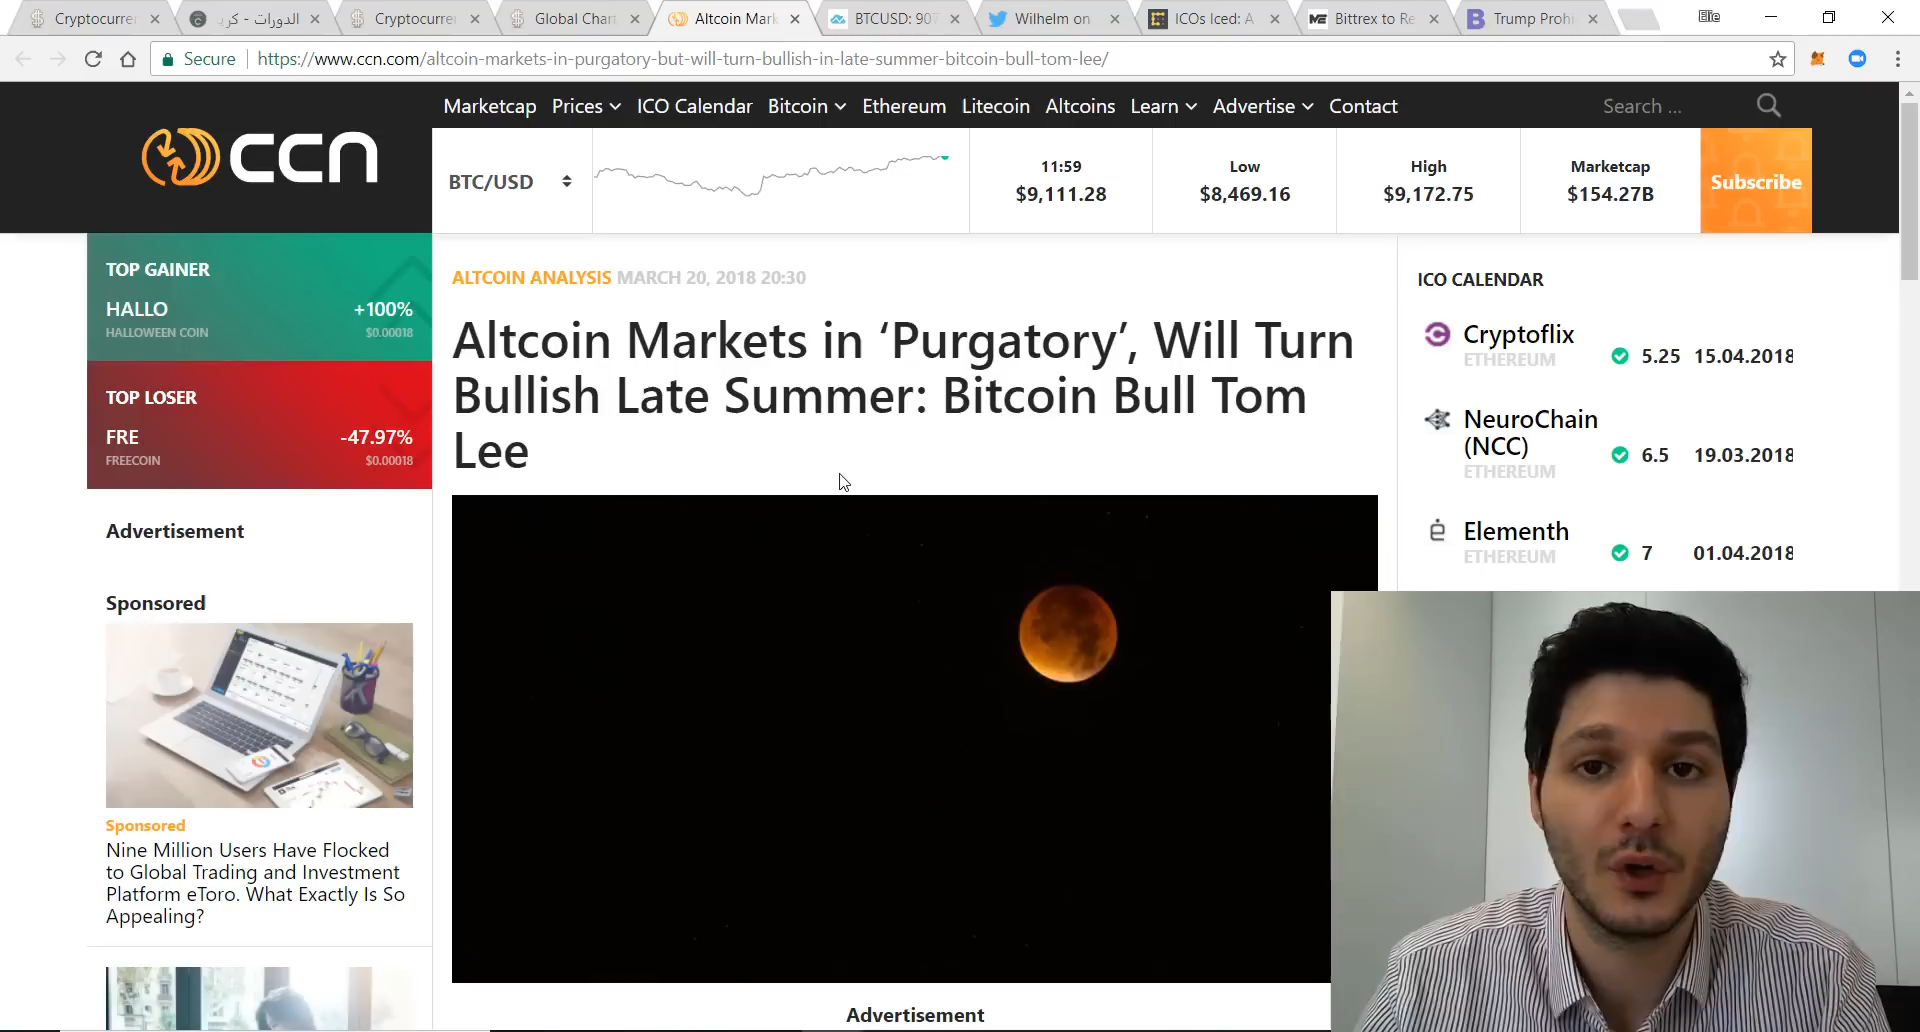 Cryptocurre
الدورات - كري
Cryptocurre
Global Chart
Altcoin Mark
BTCUSD: 907
Wilhelm on
ICOs Iced: A
Bittrex to Re
Trump Prohi
Elie
Secure
https://www.ccn.com/altcoin-markets-in-purgatory-but-will-turn-bullish-in-late-summer-bitcoin-bull-tom-lee/
Marketcap Prices ICO Calendar Bitcoin Ethereum Litecoin Altcoins Learn Advertise Contact
Search ...
ccn
BTC/USD
11:59
$9,111.28
Low
$8,469.16
High
$9,172.75
Marketcap
$154.27B
Subscribe
TOP GAINER
HALLO +100%
HALLOWEEN COIN $0.00018
TOP LOSER
FRE -47.97%
FREECOIN $0.00018
Advertisement
Sponsored
Sponsored
Nine Million Users Have Flocked
to Global Trading and Investment
Platform eToro. What Exactly Is So
Appealing?
ALTCOIN ANALYSIS MARCH 20, 2018 20:30
Altcoin Markets in ‘Purgatory’, Will Turn
Bullish Late Summer: Bitcoin Bull Tom
Lee
Advertisement
ICO CALENDAR
Cryptoflix
ETHEREUM
5.25 15.04.2018
NeuroChain
(NCC)
ETHEREUM
6.5 19.03.2018
Elementh
ETHEREUM
7 01.04.2018